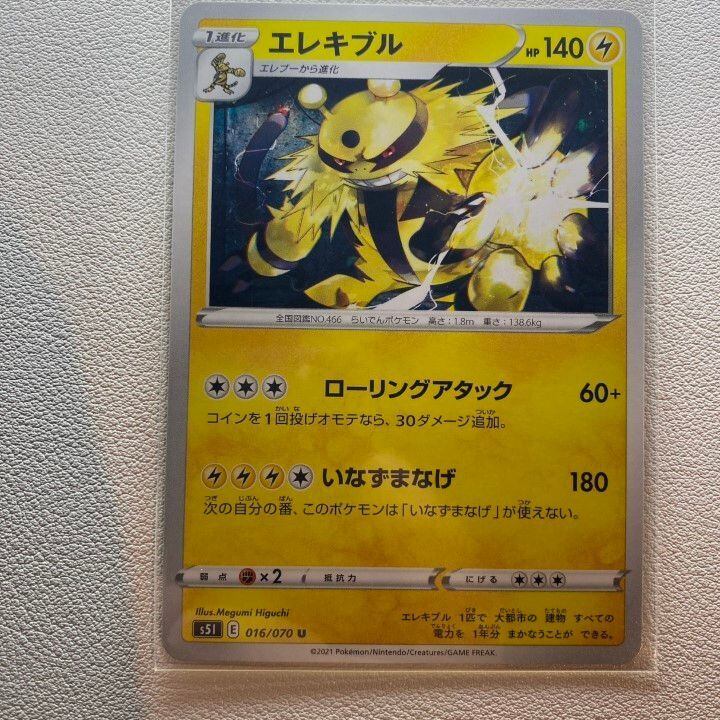 1進化
エレキブル
HP 140
エレブーから進化
全国図鑑NO.466 らいでんポケモン 高さ:1.8m 重さ:138.6kg
ローリングアタック 60+
コインを1回投げオモテなら、30ダメージ追加。
いなずまなげ 180
次の自分の番、このポケモンは「いなずまなげ」が使えない。
弱点 ×2 抵抗力 にげる
Illus.Megumi Higuchi
s5I E 016/070 U
エレキブル 1匹で 大都市の 建物 すべての
電力を 1年分 まかなうことが できる。
©2021 Pokémon/Nintendo/Creatures/GAME FREAK